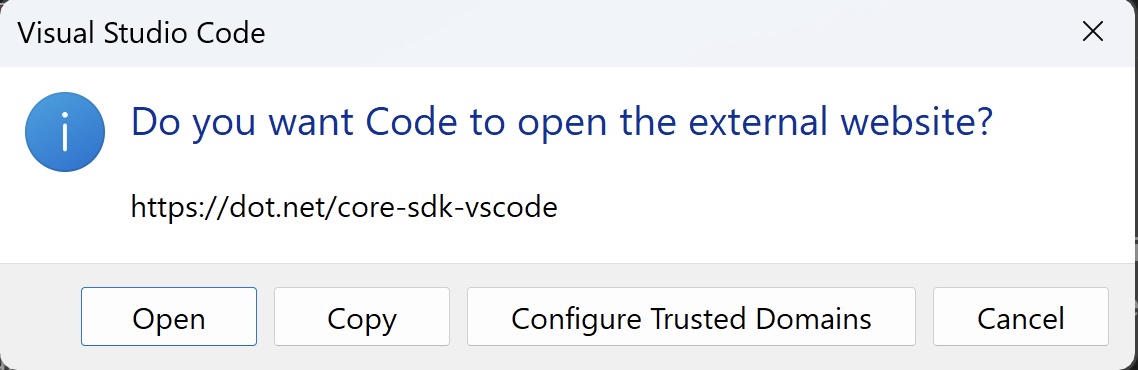 Visual Studio Code
Do you want Code to open the external website?
https://dot.net/core-sdk-vscode
Open
Copy
Configure Trusted Domains
Cancel